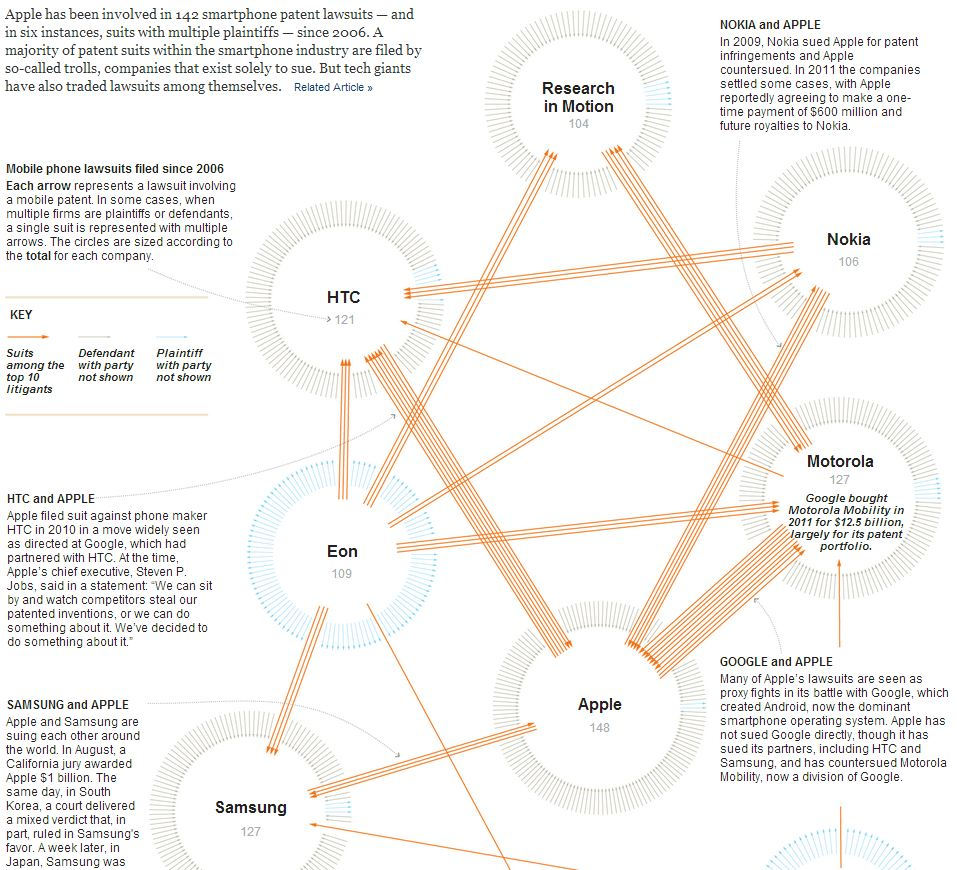 Apple has been involved in 142 smartphone patent lawsuits — and
in six instances, suits with multiple plaintiffs — since 2006. A
majority of patent suits within the smartphone industry are filed by
so-called trolls, companies that exist solely to sue. But tech giants
have also traded lawsuits among themselves. Related Article »
Mobile phone lawsuits filed since 2006
Each arrow represents a lawsuit involving
a mobile patent. In some cases, when
multiple firms are plaintiffs or defendants,
a single suit is represented with multiple
arrows. The circles are sized according to
the total for each company.
KEY
Suits
among the
top 10
litigants
Defendant
with party
not shown
Plaintiff
with party
not shown
Research
in Motion
104
NOKIA and APPLE
In 2009, Nokia sued Apple for patent
infringements and Apple
countersued. In 2011 the companies
settled some cases, with Apple
reportedly agreeing to make a one-
time payment of $600 million and
future royalties to Nokia.
Nokia
106
HTC
121
Motorola
127
Google bought
Motorola Mobility in
2011 for $12.5 billion,
largely for its patent
portfolio.
HTC and APPLE
Apple filed suit against phone maker
HTC in 2010 in a move widely seen
as directed at Google, which had
partnered with HTC. At the time,
Apple's chief executive, Steven P.
Jobs, said in a statement: “We can sit
by and watch competitors steal our
patented inventions, or we can do
something about it. We've decided to
do something about it.”
Eon
109
Apple
148
GOOGLE and APPLE
Many of Apple's lawsuits are seen as
proxy fights in its battle with Google, which
created Android, now the dominant
smartphone operating system. Apple has
not sued Google directly, though it has
sued its partners, including HTC and
Samsung, and has countersued Motorola
Mobility, now a division of Google.
SAMSUNG and APPLE
Apple and Samsung are
suing each other around
the world. In August, a
California jury awarded
Apple $1 billion. The
same day, in South
Korea, a court delivered
a mixed verdict that, in
part, ruled in Samsung's
favor. A week later, in
Japan, Samsung was
Samsung
127